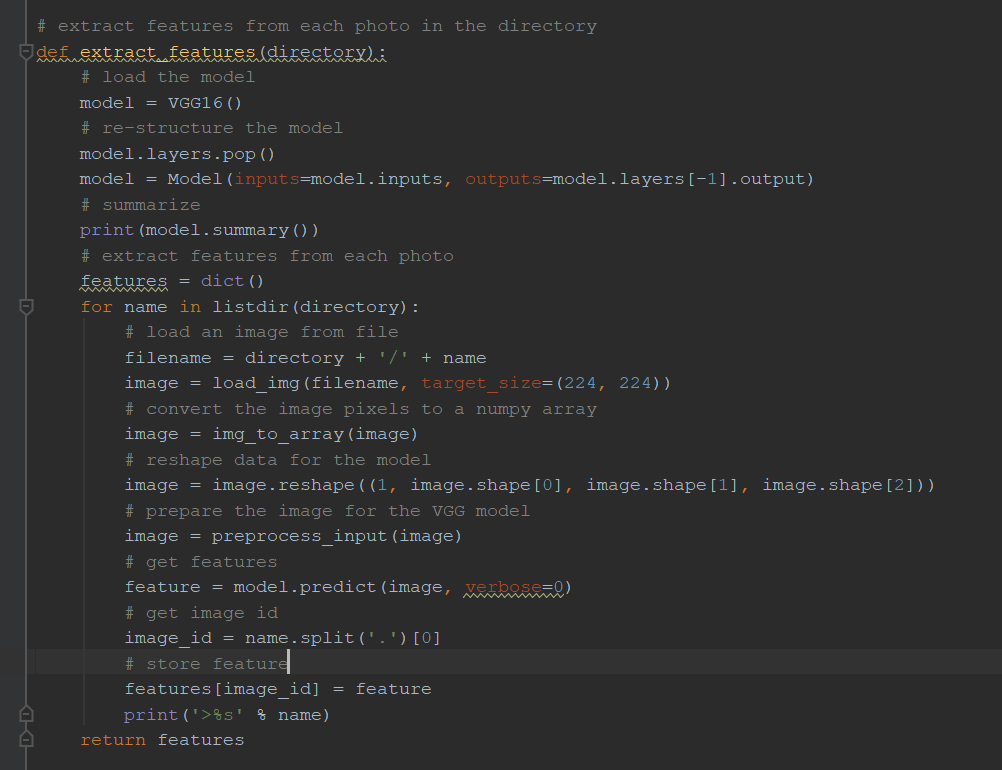 # extract features from each photo in the directory
def extract_features(directory):
    # load the model
    model = VGG16()
    # re-structure the model
    model.layers.pop()
    model = Model(inputs=model.inputs, outputs=model.layers[-1].output)
    # summarize
    print(model.summary())
    # extract features from each photo
    features = dict()
    for name in listdir(directory):
        # load an image from file
        filename = directory + '/' + name
        image = load_img(filename, target_size=(224, 224))
        # convert the image pixels to a numpy array
        image = img_to_array(image)
        # reshape data for the model
        image = image.reshape((1, image.shape[0], image.shape[1], image.shape[2]))
        # prepare the image for the VGG model
        image = preprocess_input(image)
        # get features
        feature = model.predict(image, verbose=0)
        # get image id
        image_id = name.split('.')[0]
        # store feature
        features[image_id] = feature
        print('>%s' % name)
    return features